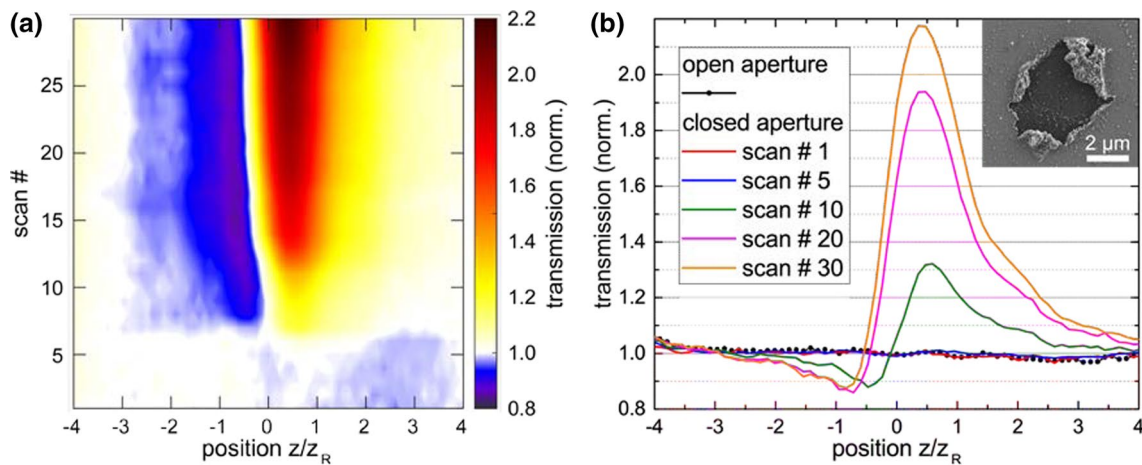 (a)
25
20
15
10
5
scan #
-4 -3 -2 -1 0 1 2 3 4
position z/z_R
2.2
2.0
1.8
1.6
1.4
1.2
1.0
0.8
transmission (norm.)
(b)
2.0
1.8
1.6
1.4
1.2
1.0
0.8
transmission (norm.)
open aperture
closed aperture
scan # 1
scan # 5
scan # 10
scan # 20
scan # 30
2 µm
-4 -3 -2 -1 0 1 2 3 4
position z/z_R